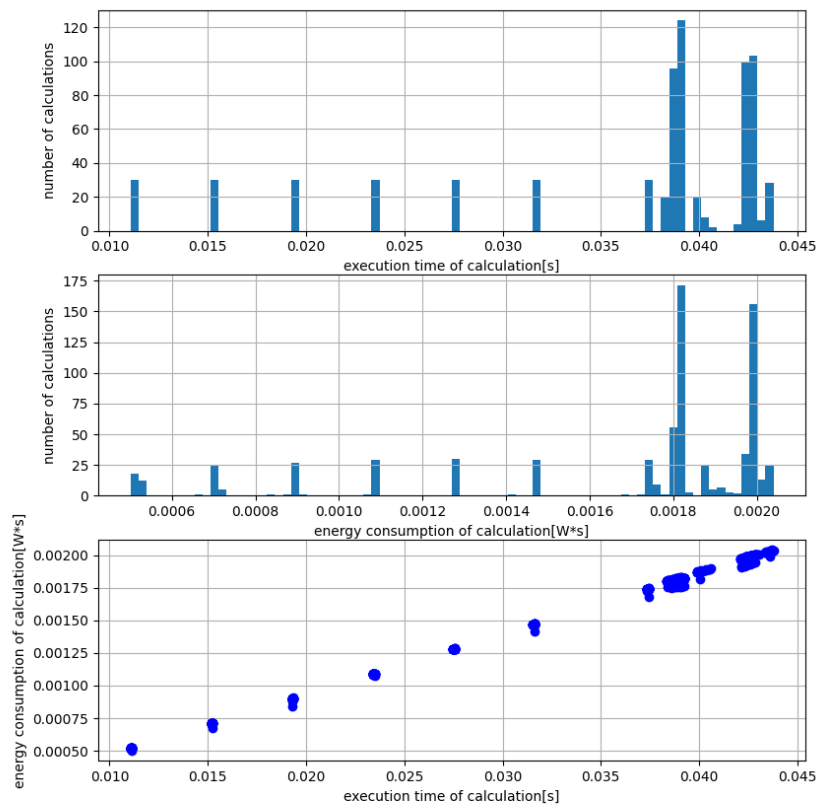 number of calculations
120
100
80
60
40
20
0
0.010 0.015 0.020 0.025 0.030 0.035 0.040 0.045
execution time of calculation[s]
number of calculations
175
150
125
100
75
50
25
0
0.0006 0.0008 0.0010 0.0012 0.0014 0.0016 0.0018 0.0020
energy consumption of calculation[W*s]
energy consumption of calculation[W*s]
0.00200
0.00175
0.00150
0.00125
0.00100
0.00075
0.00050
0.010 0.015 0.020 0.025 0.030 0.035 0.040 0.045
execution time of calculation[s]